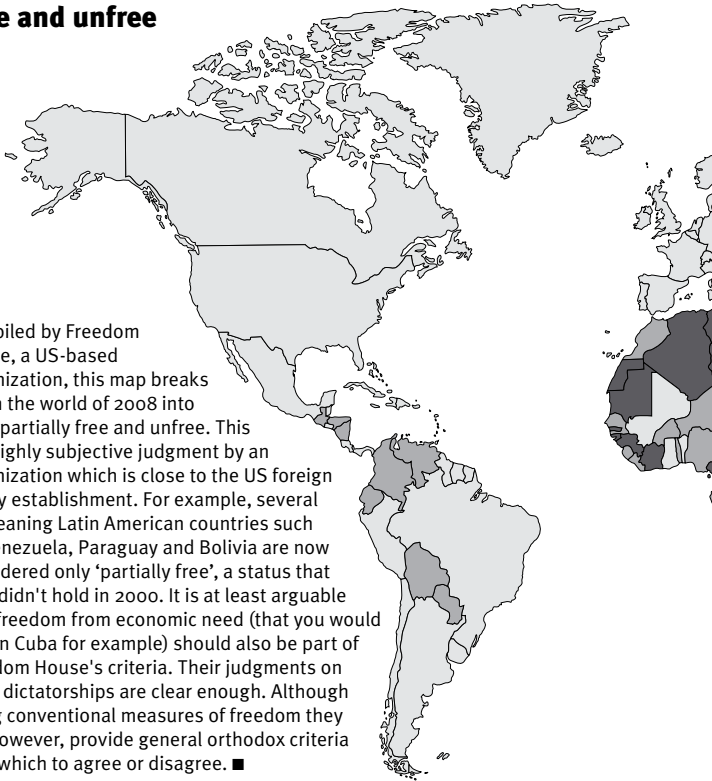 e and unfree
piled by Freedom
e, a US-based
nization, this map breaks
n the world of 2008 into
partially free and unfree. This
ighly subjective judgment by an
nization which is close to the US foreign
y establishment. For example, several
eaning Latin American countries such
enezuela, Paraguay and Bolivia are now
dered only ‘partially free’, a status that
didn't hold in 2000. It is at least arguable
freedom from economic need (that you would
n Cuba for example) should also be part of
dom House's criteria. Their judgments on
dictatorships are clear enough. Although
g conventional measures of freedom they
owever, provide general orthodox criteria
which to agree or disagree. ■